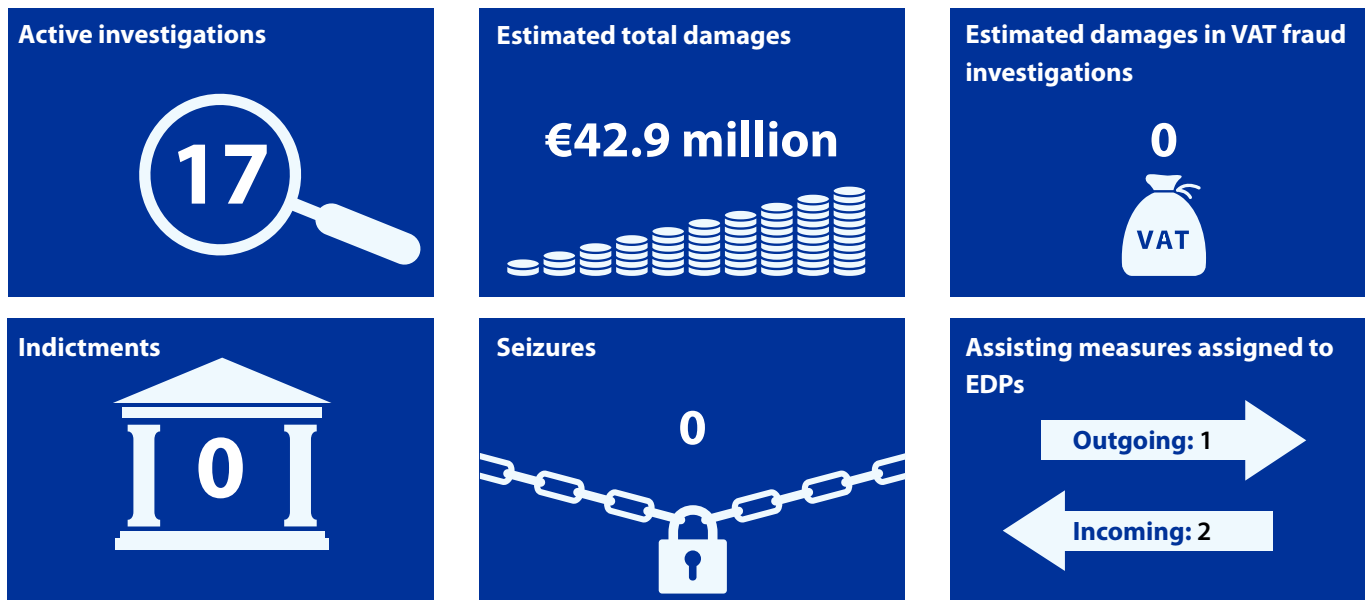 Active investigations
17
Estimated total damages
€42.9 million
Estimated damages in VAT fraud
investigations
0
VAT
Indictments
0
Seizures
0
Assisting measures assigned to
EDPs
Outgoing: 1
Incoming: 2